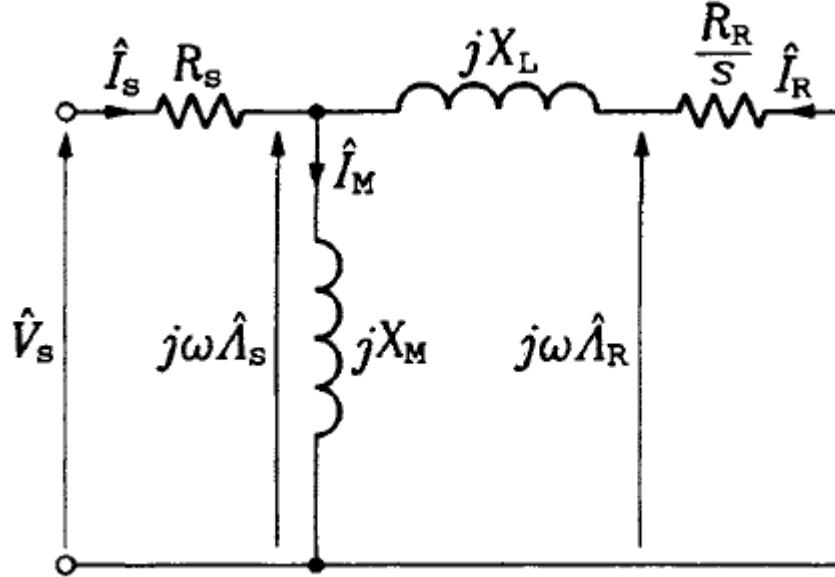 Î_S
R_S
jX_L
R_R/S
Î_R
Î_M
V̂_S
jωΛ̂_S
jX_M
jωΛ̂_R